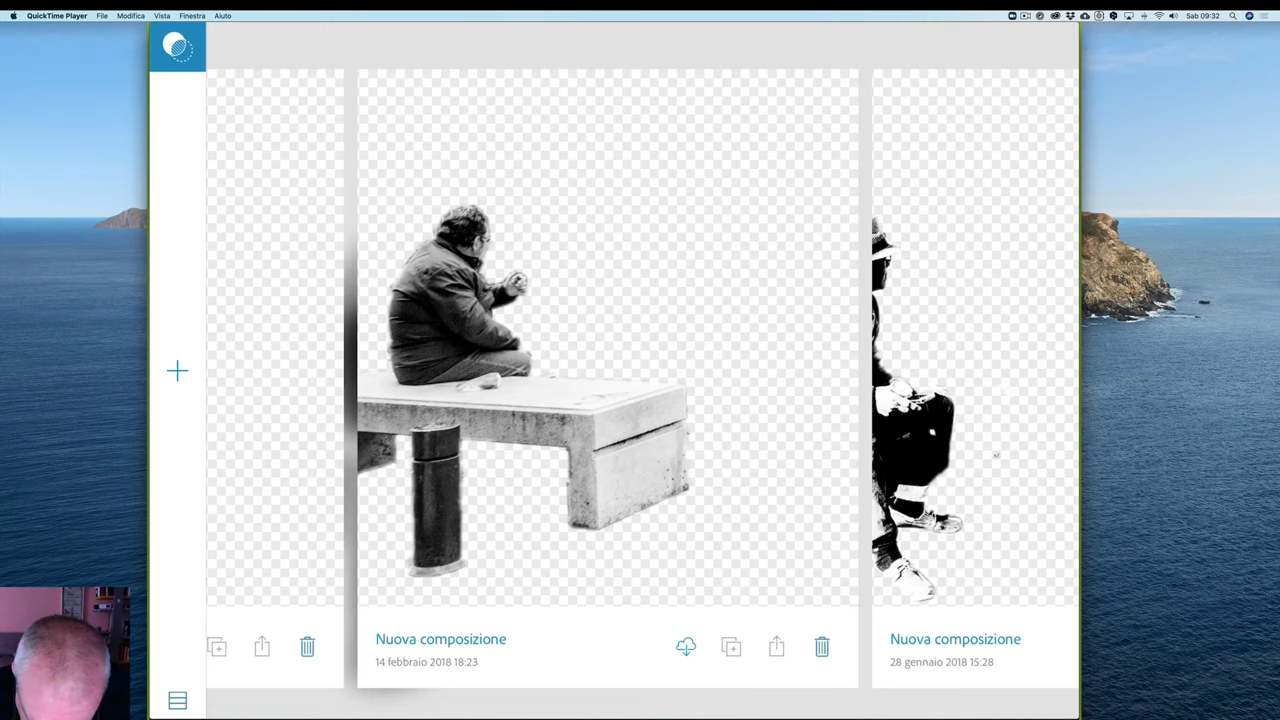 QuickTime Player File Modifica Vista Finestra Aiuto
Sab 09:32
Nuova composizione
14 febbraio 2018 18:23
Nuova composizione
28 gennaio 2018 15:28